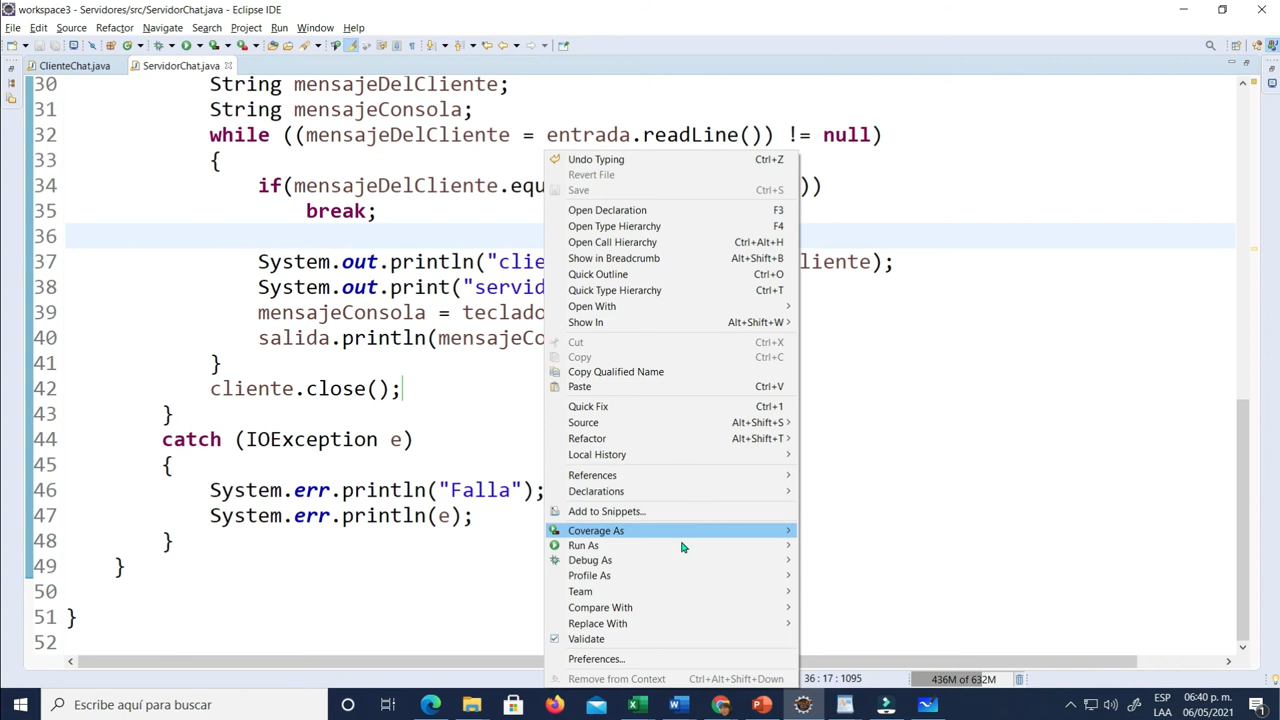 workspace3 - Servidores/src/ServidorChat.java - Eclipse IDE
File Edit Source Refactor Navigate Search Project Run Window Help
ClienteChat.java ServidorChat.java
30 String mensajeDelCliente;
31 String mensajeConsola;
32 while ((mensajeDelCliente = entrada.readLine()) != null)
33 {
34 if(mensajeDelCliente.equ ))
35 break;
36
37 System.out.println("clie liente);
38 System.out.print("servid
39 mensajeConsola = teclado
40 salida.println(mensajeCo
41 }
42 cliente.close();
43 }
44 catch (IOException e)
45 {
46 System.err.println("Falla");
47 System.err.println(e);
48 }
49 }
50
51 }
52
Undo Typing Ctrl+Z
Revert File
Save Ctrl+S
Open Declaration F3
Open Type Hierarchy F4
Open Call Hierarchy Ctrl+Alt+H
Show in Breadcrumb Alt+Shift+B
Quick Outline Ctrl+O
Quick Type Hierarchy Ctrl+T
Open With
Show In Alt+Shift+W
Cut Ctrl+X
Copy Ctrl+C
Copy Qualified Name
Paste Ctrl+V
Quick Fix Ctrl+1
Source Alt+Shift+S
Refactor Alt+Shift+T
Local History
References
Declarations
Add to Snippets...
Coverage As
Run As
Debug As
Profile As
Team
Compare With
Replace With
Validate
Preferences...
Remove from Context Ctrl+Alt+Shift+Down
36 : 17 : 1095
436M of 632M
Escribe aquí para buscar
ESP
LAA
06:40 p. m.
06/05/2021
1